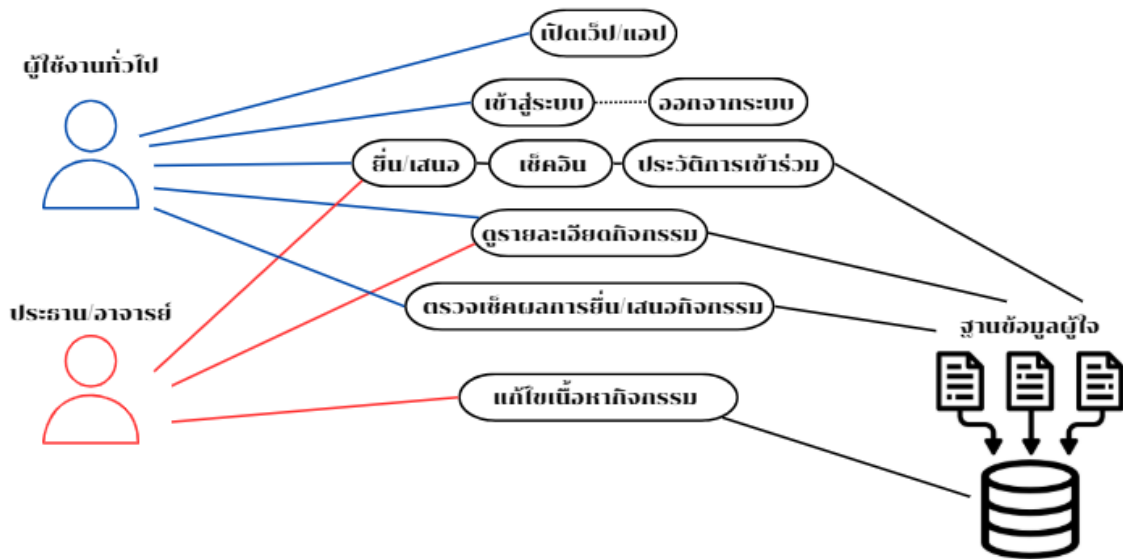 เปิดเว็ป/แอป
ผู้ใช้งานทั่วไป
เข้าสู่ระบบ ออกจากระบบ
ยื่น/เสนอ เช็คอิน ประวัติการเข้าร่วม
ดูรายละเอียดกิจกรรม
ตรวจเช็คผลการยื่น/เสนอกิจกรรม
ประธาน/อาจารย์
ฐานข้อมูลผู้ใจ
แก้ไขเนื้อหากิจกรรม